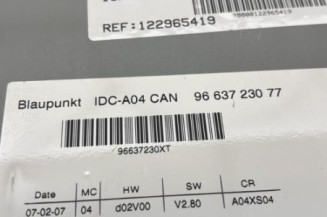 REF:122965419
Blaupunkt IDC-A04 CAN 96 637 230 77
96637230XT
Date MC HW SW CR
07-02-07 04 d02V00 V2.80 A04XS04